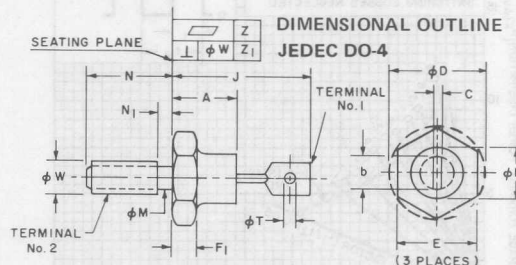 DIMENSIONAL OUTLINE
JEDEC DO-4
SEATING PLANE
Z
⊥ φW Z1
N
J
A
N1
TERMINAL
No. 1
φW
φM
φT
F1
TERMINAL
No. 2
φD
C
b
E
(3 PLACES)